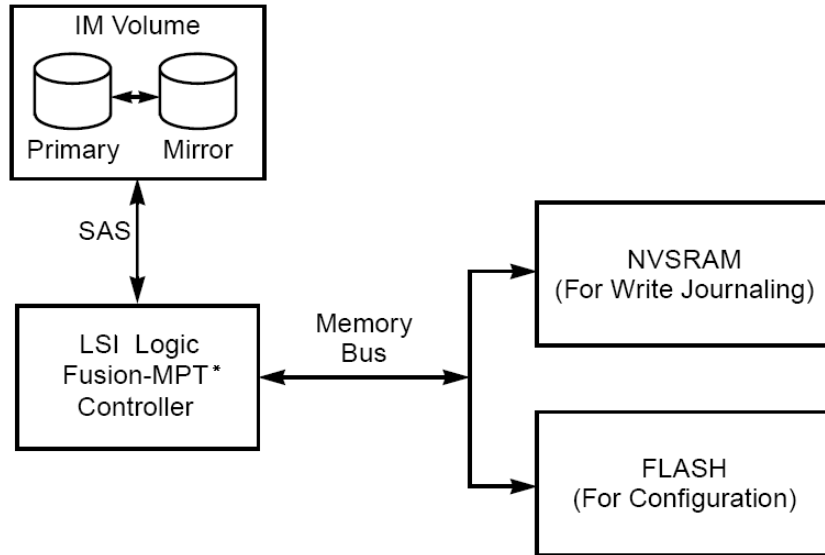 IM Volume
Primary
Mirror
SAS
LSI Logic
Fusion-MPT*
Controller
Memory
Bus
NVSRAM
(For Write Journaling)
FLASH
(For Configuration)